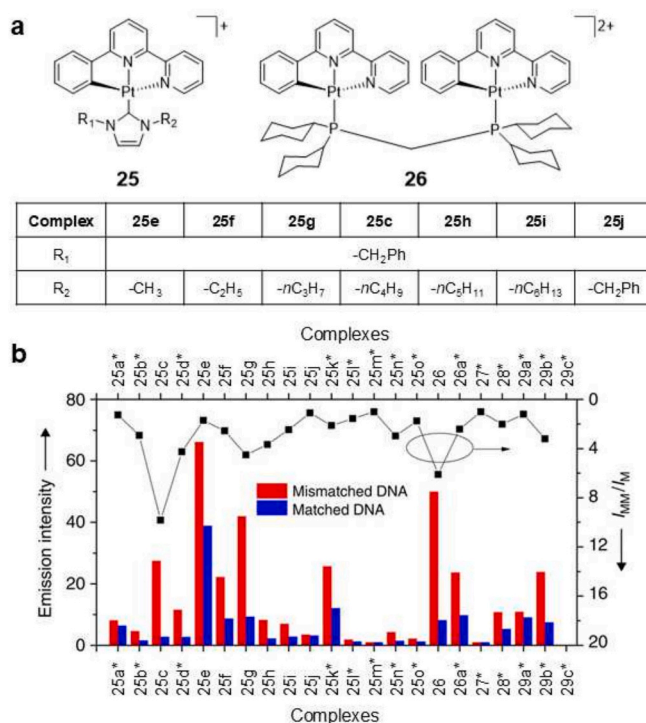 a
]+
]2+
N
N
Pt
R1
N
N
R2
25
N
N
Pt
P
N
N
Pt
P
26
Complex 25e 25f 25g 25c 25h 25i 25j
R1 -CH2Ph
R2 -CH3 -C2H5 -nC3H7 -nC4H9 -nC5H11 -nC6H13 -CH2Ph
Complexes
b
25a* 25b* 25c 25d* 25e 25f 25g 25h 25i 25j 25k* 25l* 25m* 25n* 25o* 26 26a* 27* 28* 29a* 29b* 29c*
80
60
40
20
0
Emission intensity
Mismatched DNA
Matched DNA
0
4
8
12
16
20
IMM/IM
25a* 25b* 25c 25d* 25e 25f 25g 25h 25i 25j 25k* 25l* 25m* 25n* 25o* 26 26a* 27* 28* 29a* 29b* 29c*
Complexes